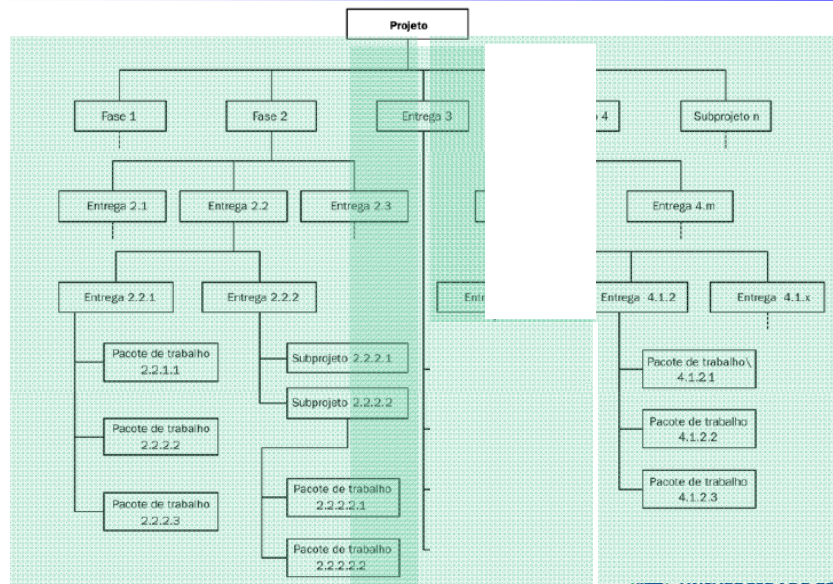 Projeto
Fase 1
Fase 2
Entrega 3
4
Subprojeto n
Entrega 2.1
Entrega 2.2
Entrega 2.3
Entrega 4.m
Entrega 2.2.1
Entrega 2.2.2
Entrega 4.1.2
Entrega 4.1.x
Pacote de trabalho
2.2.1.1
Subprojeto 2.2.2.1
Pacote de trabalho\
4.1.2.1
Subprojeto 2.2.2.2
Pacote de trabalho
2.2.2.2
Pacote de trabalho
4.1.2.2
Pacote de trabalho
2.2.2.3
Pacote de trabalho
2.2.2.2.1
Pacote de trabalho
4.1.2.3
Pacote de trabalho
2.2.2.2.2